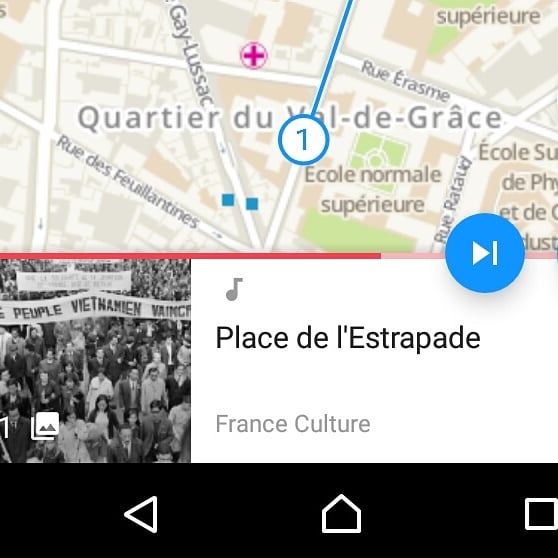 supérieure
Gay-Lussac
Rue Érasme
Quartier du Val-de-Grâce
1
École normale
supérieure
Rue des Feuillantines
Rue Rataud
École Su
de Phy
et de C
dust
PEUPLE VIETNAMIEN VAINCR
Place de l'Estrapade
1
France Culture